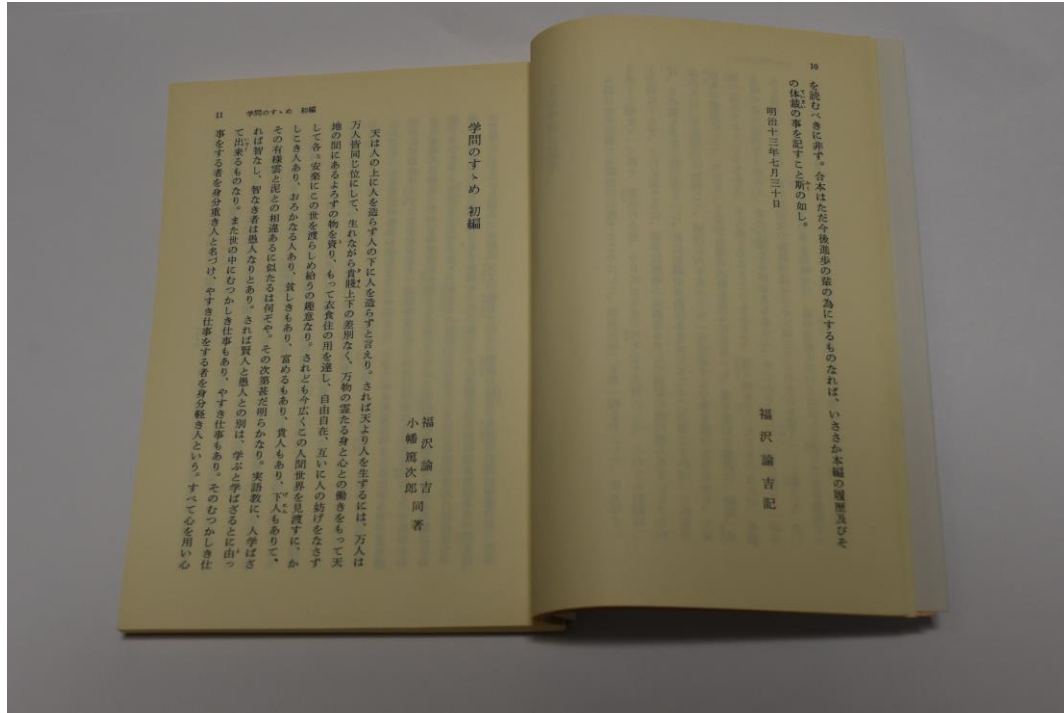 10
を読むべきに非ず。合本はただ今後進歩の輩の為にするものなれば、いささか本編の履歴及びそ
の体裁の事を記すこと斯の如し。
明治十三年七月三十日
福沢諭吉記
11 学問のすゝめ 初編
学問のすゝめ 初編
福沢諭吉
小幡篤次郎 同著
天は人の上に人を造らず人の下に人を造らずと言えり。されば天より人を生ずるには、万人は
万人皆同じ位にして、生れながら貴賤上下の差別なく、万物の霊たる身と心との働きをもって天
地の間にあるよろずの物を資り、もって衣食住の用を達し、自由自在、互いに人の妨げをなさず
して各〻安楽にこの世を渡らしめ給うの趣意なり。されども今広くこの人間世界を見渡すに、か
しこき人あり、おろかなる人あり、貧しきもあり、富めるもあり、貴人もあり、下人もありて、
その有様雲と泥との相違あるに似たるは何ぞや。その次第甚だ明らかなり。実語教に、人学ばざ
れば智なし、智なき者は愚人なりとあり。されば賢人と愚人との別は、学ぶと学ばざるとに由っ
て出来るものなり。また世の中にむつかしき仕事もあり、やすき仕事もあり。そのむつかしき仕
事をする者を身分重き人と名づけ、やすき仕事をする者を身分軽き人という。すべて心を用い心